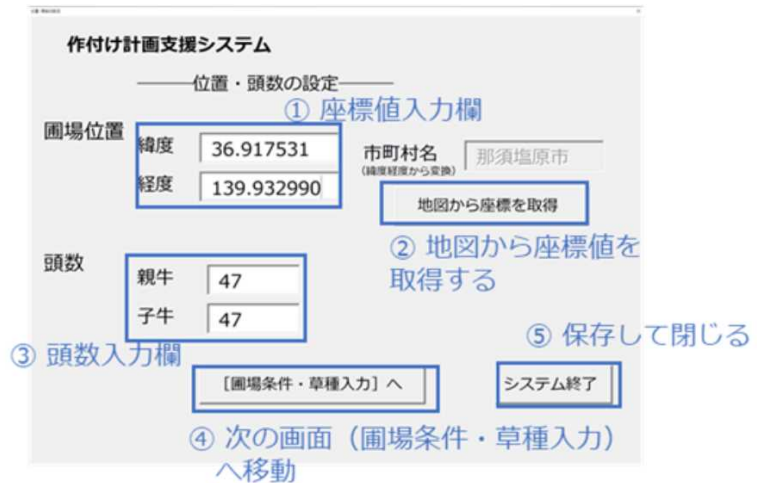 作付け計画支援システム
位置・頭数の設定
① 座標値入力欄
圃場位置
緯度 36.917531
市町村名 那須塩原市
(緯度経度から変換)
経度 139.932990
地図から座標を取得
② 地図から座標値を
取得する
頭数
親牛 47
子牛 47
③ 頭数入力欄
⑤ 保存して閉じる
[圃場条件・草種入力] へ
システム終了
④ 次の画面（圃場条件・草種入力）
へ移動